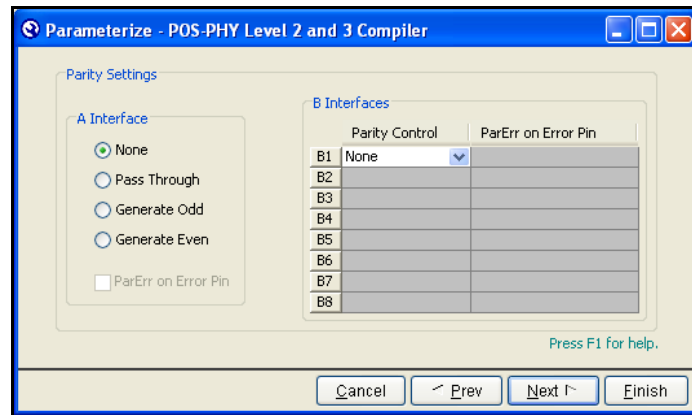 Parameterize - POS-PHY Level 2 and 3 Compiler
Parity Settings
A Interface
None
Pass Through
Generate Odd
Generate Even
ParErr on Error Pin
B Interfaces
Parity Control ParErr on Error Pin
B1 None
B2
B3
B4
B5
B6
B7
B8
Press F1 for help.
Cancel Prev Next Finish